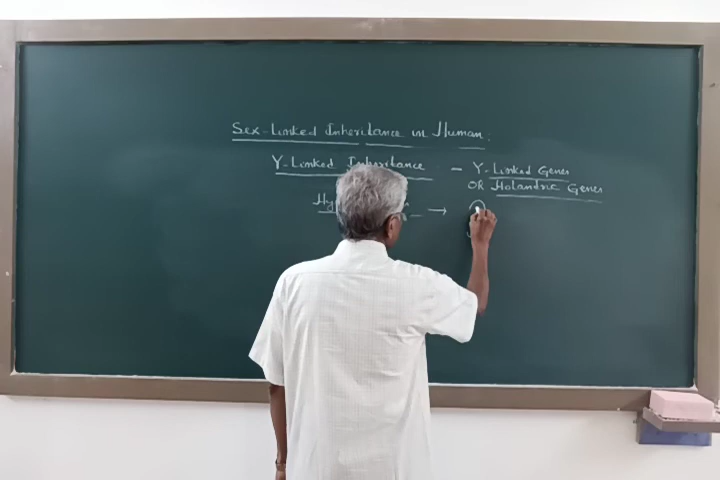 Sex-Linked Inheritance in Human:
Y-Linked Inheritance - Y-Linked Genes
OR Holandric Genes
→